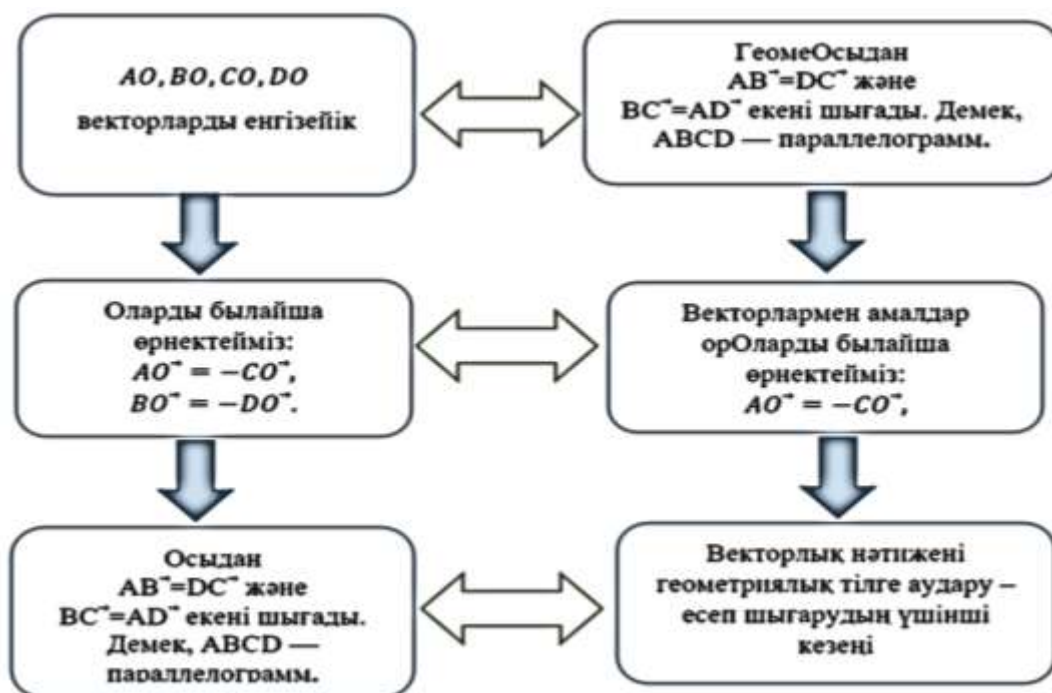 AO, BO, CO, DO
векторларды енгізейік
ГеомеОсыдан
AB⃗=DC⃗ және
BC⃗=AD⃗ екені шығады. Демек,
ABCD — параллелограмм.
Оларды былайша
өрнектейміз:
AO⃗ = −CO⃗,
BO⃗ = −DO⃗.
Векторлармен амалдар
орОларды былайша
өрнектейміз:
AO⃗ = −CO⃗,
Осыдан
AB⃗=DC⃗ және
BC⃗=AD⃗ екені шығады.
Демек, ABCD —
параллелограмм.
Векторлық нәтижені
геометриялық тілге аудару –
есеп шығарудың үшінші
кезеңі